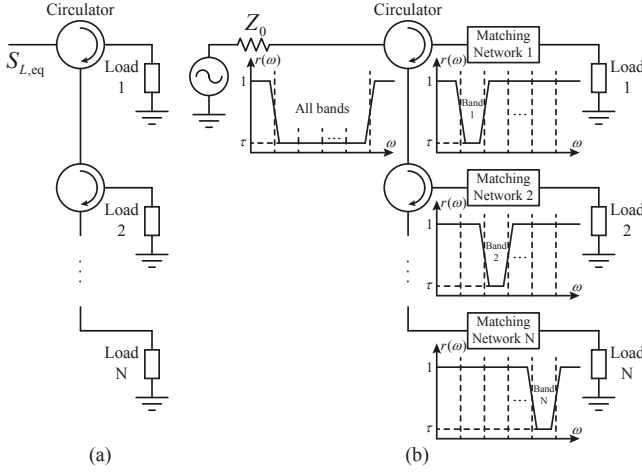 Circulator
S_{L,eq}
Load
1
Load
2
⋮
Load
N
(a)
Z_0
r(ω)
1
All bands
...
τ
ω
Circulator
Matching
Network 1
Load
1
r(ω)
1
Band
1
...
τ
ω
Matching
Network 2
Load
2
r(ω)
1
Band
2
...
τ
ω
⋮
Matching
Network N
Load
N
r(ω)
1
Band
N
...
τ
ω
(b)